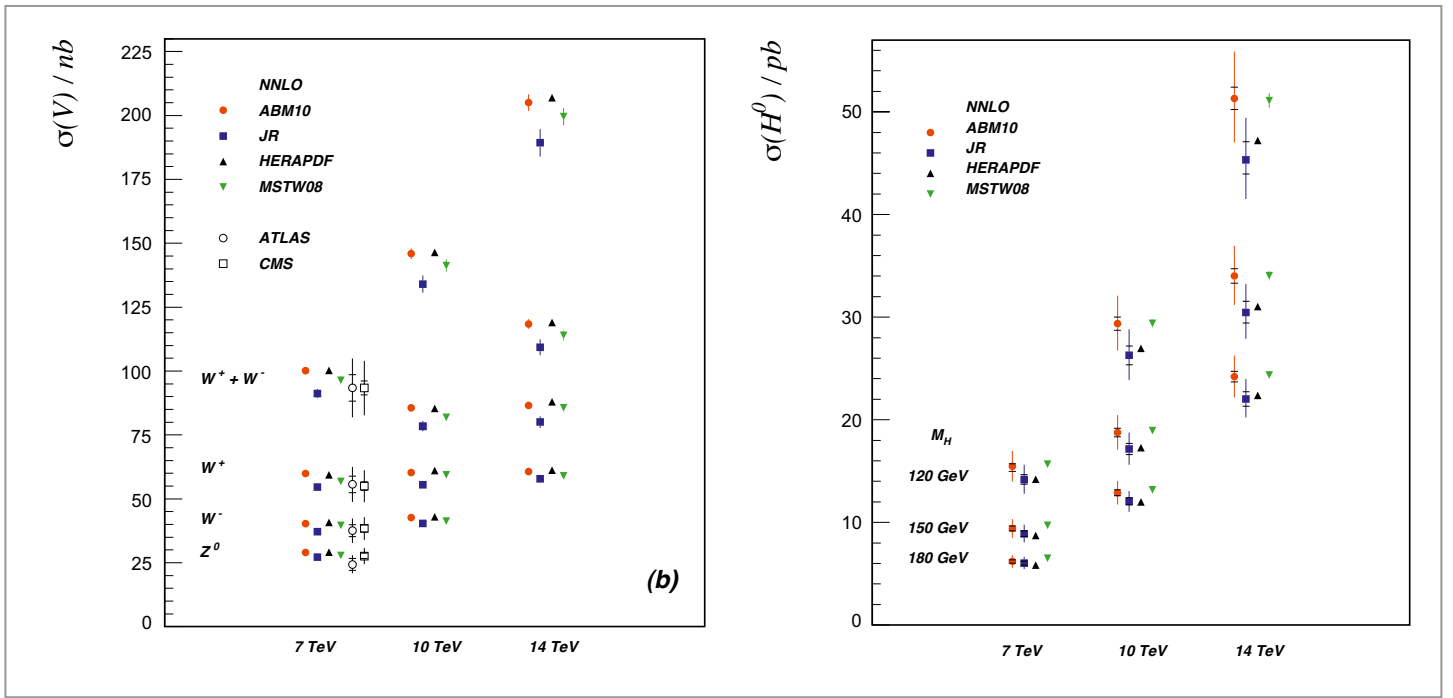 σ(V) / nb
225
200
175
150
125
100
75
50
25
0
NNLO
ABM10
JR
HERAPDF
MSTW08
ATLAS
CMS
W⁺ + W⁻
W⁺
W⁻
Z⁰
(b)
7 TeV 10 TeV 14 TeV
σ(H⁰) / pb
50
40
30
20
10
0
NNLO
ABM10
JR
HERAPDF
MSTW08
M_H
120 GeV
150 GeV
180 GeV
7 TeV 10 TeV 14 TeV